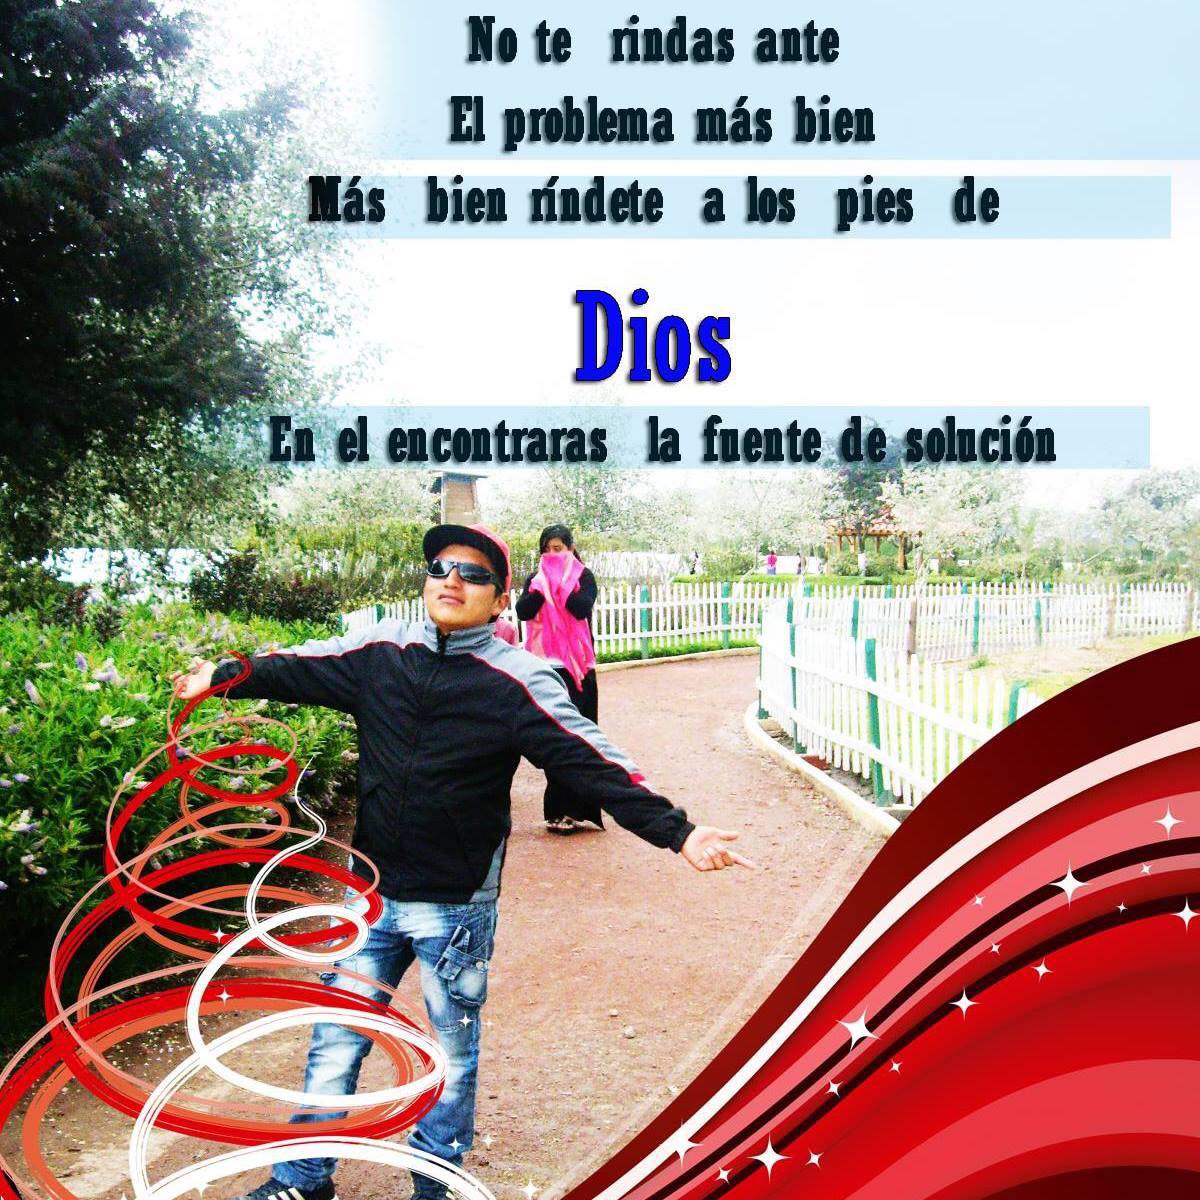 No te rindas ante
El problema más bien
Más bien ríndete a los pies de
Dios
En el encontraras la fuente de solución